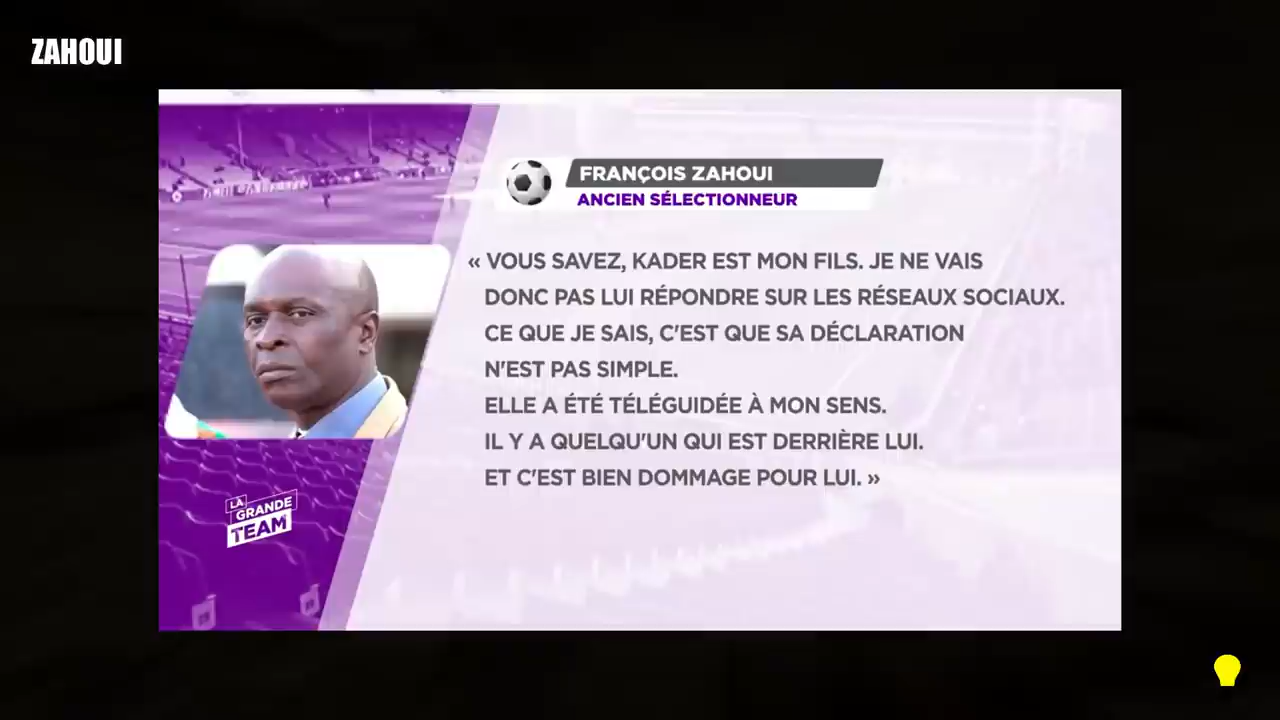 ZAHOUI
FRANÇOIS ZAHOUI
ANCIEN SÉLECTIONNEUR
« VOUS SAVEZ, KADER EST MON FILS. JE NE VAIS
DONC PAS LUI RÉPONDRE SUR LES RÉSEAUX SOCIAUX.
CE QUE JE SAIS, C'EST QUE SA DÉCLARATION
N'EST PAS SIMPLE.
ELLE A ÉTÉ TÉLÉGUIDÉE À MON SENS.
IL Y A QUELQU'UN QUI EST DERRIÈRE LUI.
ET C'EST BIEN DOMMAGE POUR LUI. »
LA
GRANDE
TEAM